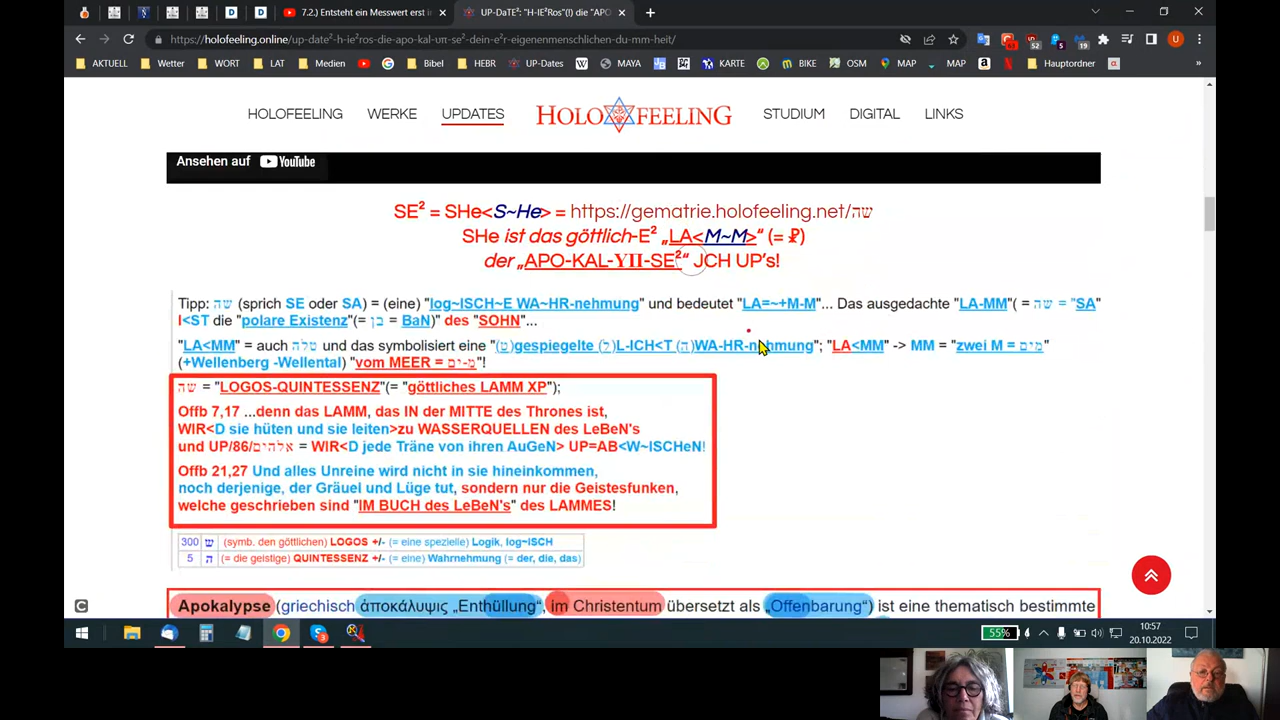 7.2.) Entsteht ein Messwert erst i
UP-DaTE²: "H-IE²Ros"(!) die "APO
https://holofeeling.online/up-date²-h-ie²ros-die-apo-kal-υπ-se²-dein-e²r-eigenenmenschlichen-du-mm-heit/
AKTUELL Wetter WORT LAT Medien Bibel HEBR UP-Dates MAYA KARTE BIKE OSM MAP MAP Hauptordner
HOLOFEELING WERKE UPDATES HOLO FEELING STUDIUM DIGITAL LINKS
Ansehen auf YouTube
SE² = SHe<S~He> = https://gematrie.holofeeling.net/שה
SHe ist das göttlich-E² „LA<M~M>“ (= ☧)
der „APO-KAL-YII-SE²“ JCH UP’s!
Tipp: שה (sprich SE oder SA) = (eine) "log~ISCH~E WA~HR-nehmung" und bedeutet "LA=~+M-M"... Das ausgedachte "LA-MM"( = שה = "SA"
I<ST die "polare Existenz"(= בן = BaN)" des "SOHN"...
"LA<MM" = auch טלה und das symbolisiert eine "(ט)gespiegelte (ל)L-ICH<T (ה)WA-HR-nehmung"; "LA<MM" -> MM = "zwei M = מים"
(+Wellenberg -Wellental) "vom MEER = מ-ים"!
שה = "LOGOS-QUINTESSENZ"(= "göttliches LAMM XP");
Offb 7,17 ...denn das LAMM, das IN der MITTE des Thrones ist,
WIR<D sie hüten und sie leiten>zu WASSERQUELLEN des LeBeN's
und UP/86/אלהים = WIR<D jede Träne von ihren AuGeN> UP=AB<W~ISCHeN!
Offb 21,27 Und alles Unreine wird nicht in sie hineinkommen,
noch derjenige, der Gräuel und Lüge tut, sondern nur die Geistesfunken,
welche geschrieben sind "IM BUCH des LeBeN's" des LAMMES!
300 ש (symb. den göttlichen) LOGOS +/- (= eine spezielle) Logik, log~ISCH
5 ה (= die geistige) QUINTESSENZ +/- (= eine) Wahrnehmung (= der, die, das)
Apokalypse (griechisch ἀποκάλυψις „Enthüllung“, im Christentum übersetzt als „Offenbarung“) ist eine thematisch bestimmte
55%
10:57
20.10.2022